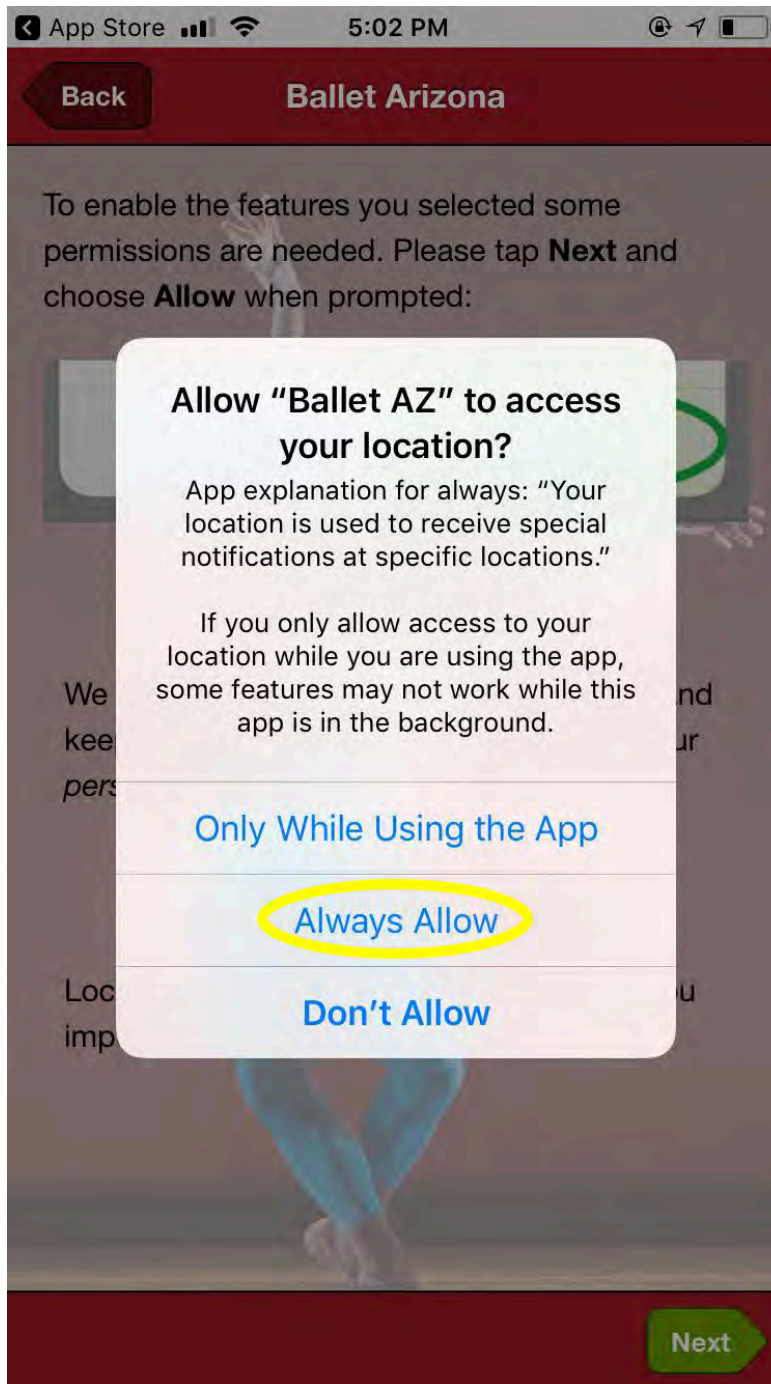 App Store 5:02 PM
Back Ballet Arizona
To enable the features you selected some
permissions are needed. Please tap Next and
choose Allow when prompted:
Allow “Ballet AZ” to access
your location?
App explanation for always: “Your
location is used to receive special
notifications at specific locations.”
If you only allow access to your
location while you are using the app,
some features may not work while this
app is in the background.
We
Only While Using the App
Always Allow
Don’t Allow
Next